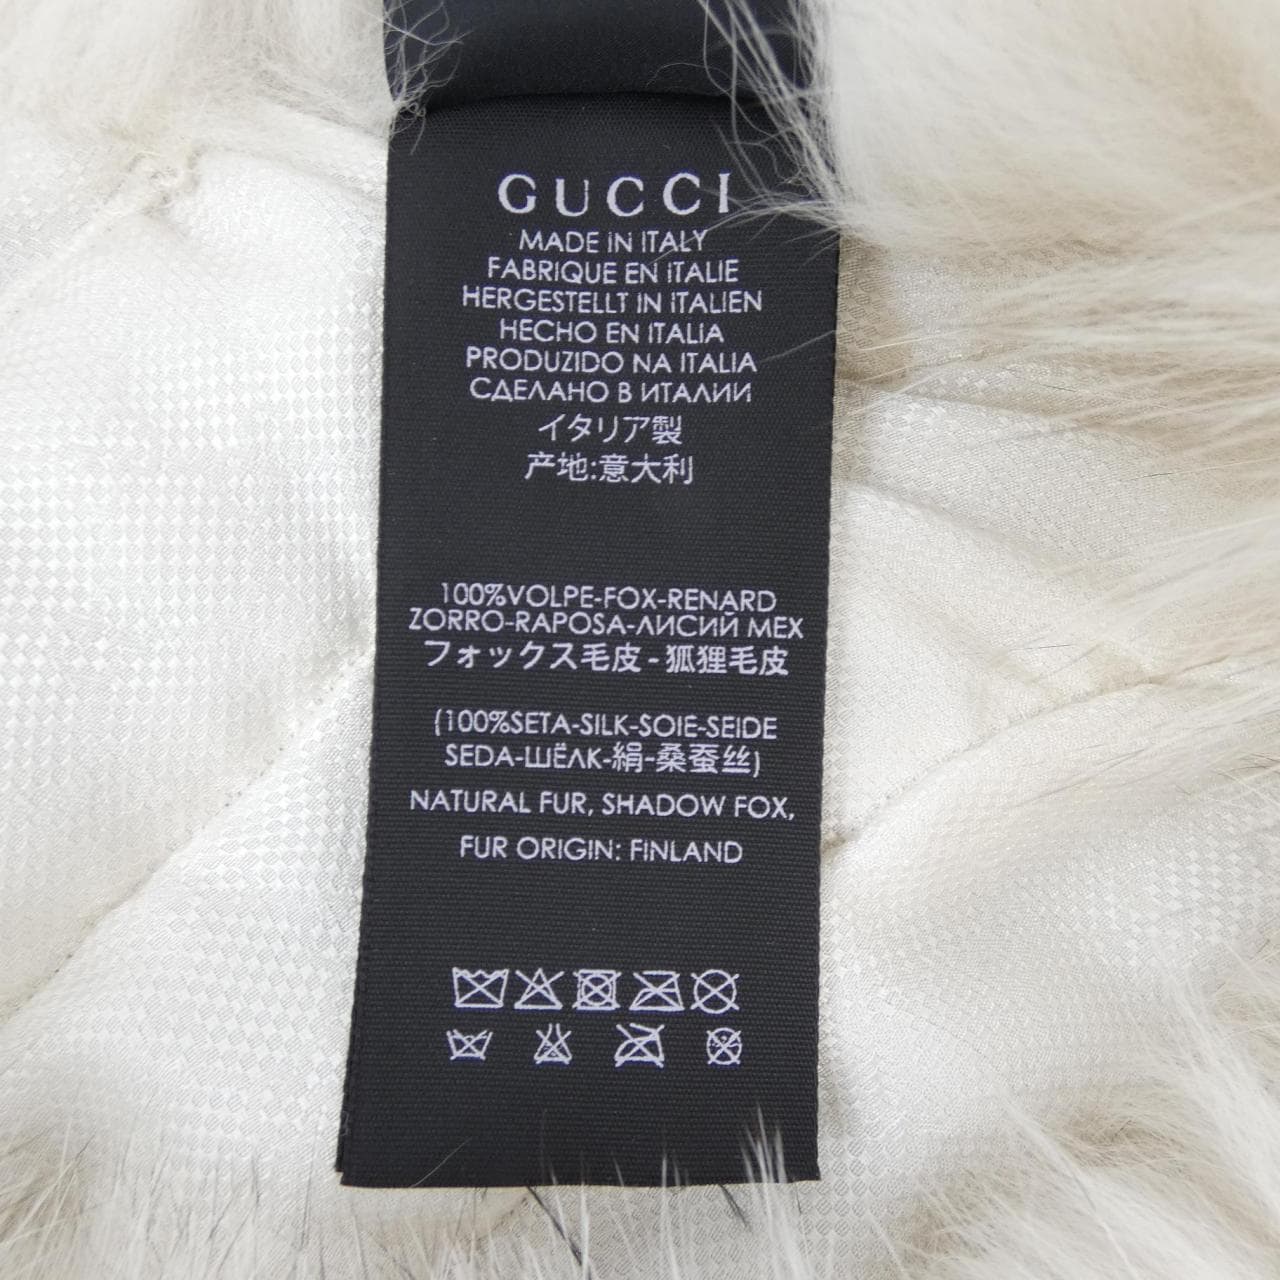 GUCCI
MADE IN ITALY
FABRIQUE EN ITALIE
HERGESTELLT IN ITALIEN
HECHO EN ITALIA
PRODUZIDO NA ITALIA
СДЕЛАНО В ИТАЛИИ
イタリア製
产地:意大利
100%VOLPE-FOX-RENARD
ZORRO-RAPOSA-ЛИСИЙ МЕХ
フォックス毛皮-狐狸毛皮
(100%SETA-SILK-SOIE-SEIDE
SEDA-ШЁЛК-絹-桑蚕丝)
NATURAL FUR, SHADOW FOX,
FUR ORIGIN: FINLAND